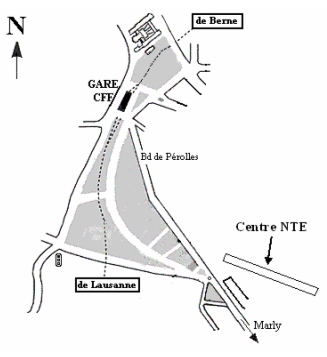 de Berne
N
GARE
CFF
Bd de Pérolles
Centre NTE
de Lausanne
Marly